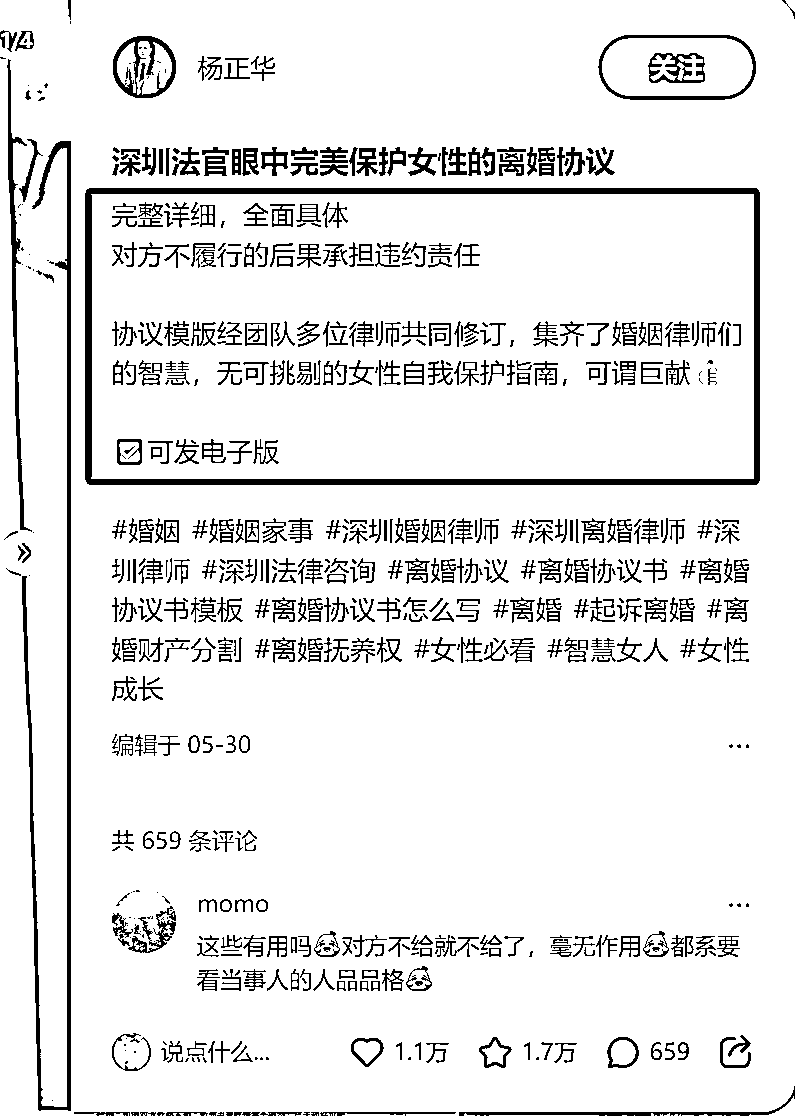 1/4
杨正华
关注
深圳法官眼中完美保护女性的离婚协议
完整详细，全面具体
对方不履行的后果承担违约责任
协议模版经团队多位律师共同修订，集齐了婚姻律师们
的智慧，无可挑剔的女性自我保护指南，可谓巨献
可发电子版
#婚姻 #婚姻家事 #深圳婚姻律师 #深圳离婚律师 #深
圳律师 #深圳法律咨询 #离婚协议 #离婚协议书 #离婚
协议书模板 #离婚协议书怎么写 #离婚 #起诉离婚 #离
婚财产分割 #离婚抚养权 #女性必看 #智慧女人 #女性
成长
编辑于 05-30
共 659 条评论
momo
这些有用吗对方不给就不给了，毫无作用都系要
看当事人的人品品格
说点什么... 1.1万 1.7万 659